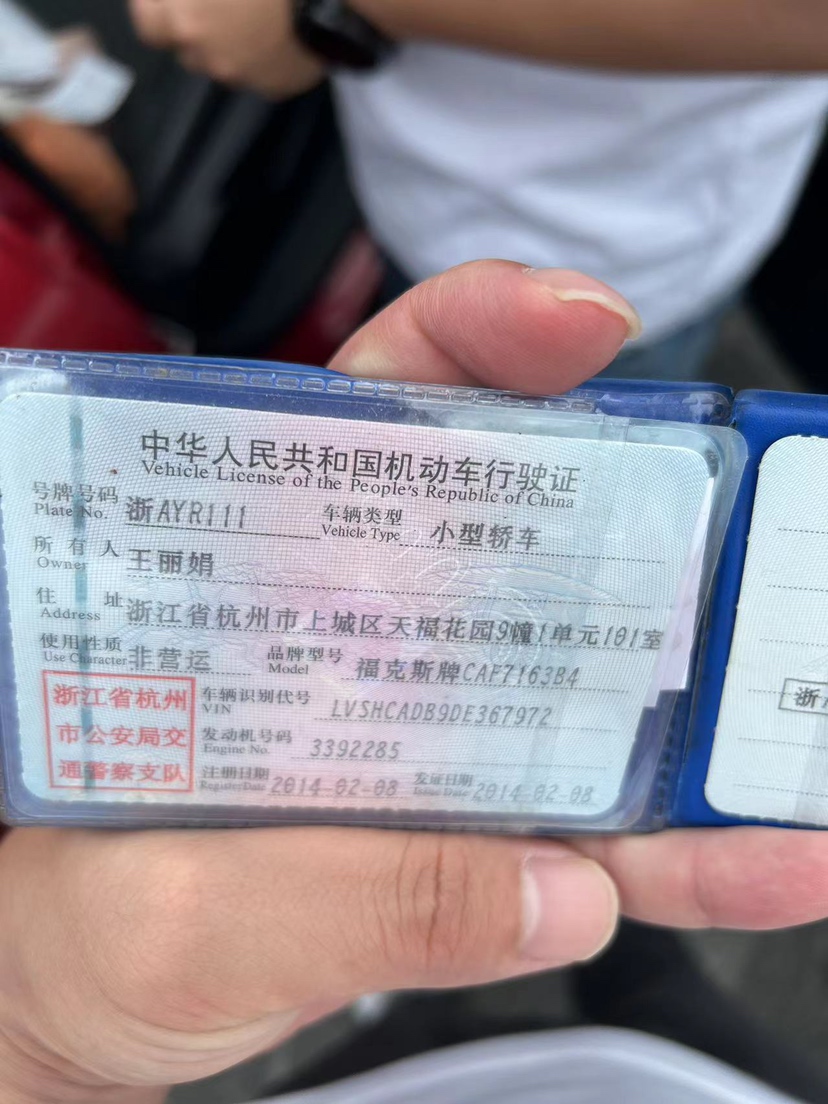 中华人民共和国机动车行驶证
Vehicle License of the People's Republic of China
号牌号码 浙AYR111 车辆类型 小型轿车
Plate No. Vehicle Type
所有人 王丽娟
Owner
住址 浙江省杭州市上城区天福花园9幢1单元101室
Address
使用性质 非营运 品牌型号 福克斯牌CAF7163B4
Use Character Model
浙江省杭州
市公安局交
通警察支队
车辆识别代号 LVSHCADB9DE367972
VIN
发动机号码 3392285
Engine No.
注册日期 2014-02-08 发证日期 2014-02-08
Register Date Issue Date
浙